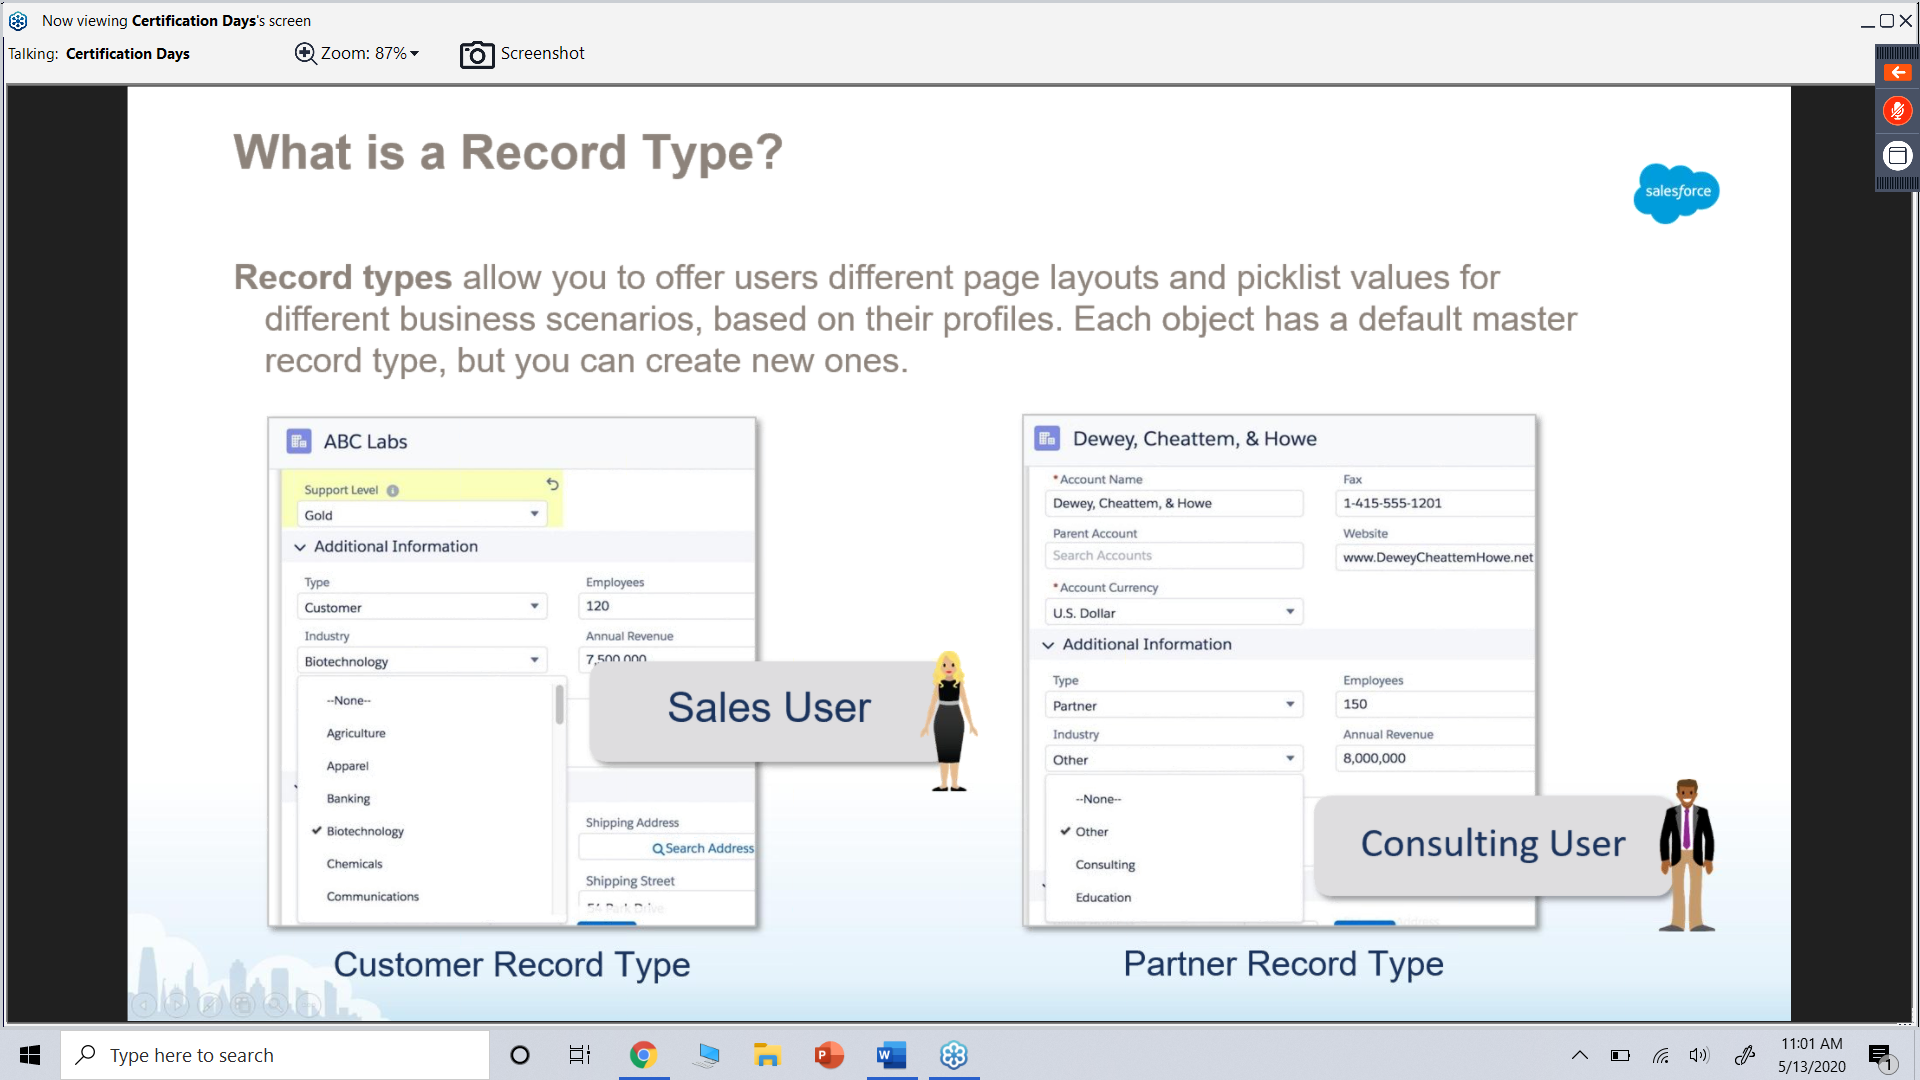 Now viewing Certification Days's screen
Talking: Certification Days
Zoom: 87%
Screenshot
What is a Record Type?
salesforce
Record types allow you to offer users different page layouts and picklist values for
different business scenarios, based on their profiles. Each object has a default master
record type, but you can create new ones.
ABC Labs
Support Level
Gold
Additional Information
Type
Customer
Employees
120
Industry
Biotechnology
Annual Revenue
7,500,000
--None--
Agriculture
Apparel
Banking
Biotechnology
Chemicals
Communications
Shipping Address
Search Address
Shipping Street
54 Park Drive
Sales User
Customer Record Type
Dewey, Cheattem, & Howe
*Account Name
Dewey, Cheattem, & Howe
Fax
1-415-555-1201
Parent Account
Search Accounts
Website
www.DeweyCheattemHowe.net
*Account Currency
U.S. Dollar
Additional Information
Type
Partner
Employees
150
Industry
Other
Annual Revenue
8,000,000
--None--
Other
Consulting
Education
Consulting User
Partner Record Type
Type here to search
11:01 AM
5/13/2020
1